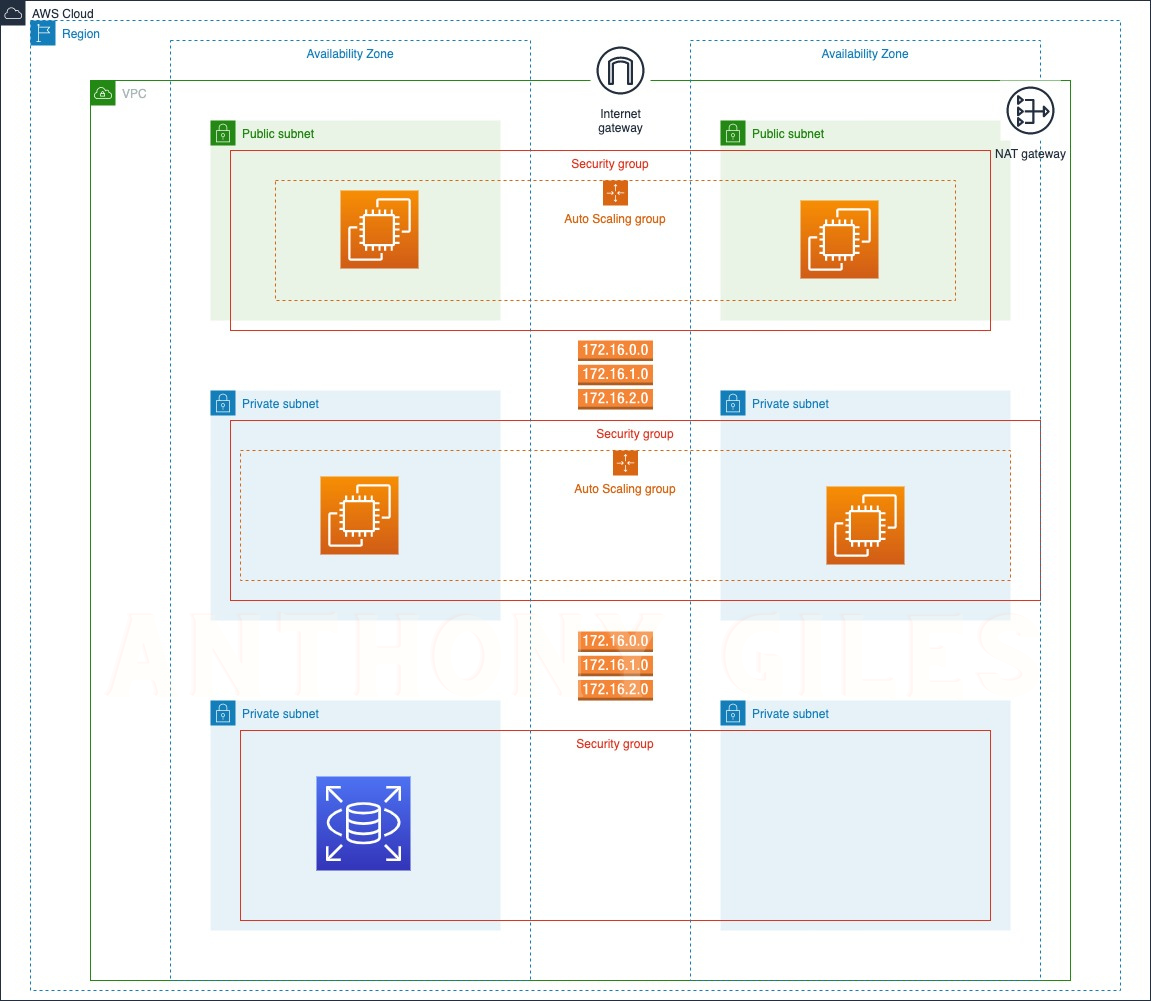 AWS Cloud
Region
Availability Zone
Availability Zone
VPC
Internet
gateway
NAT gateway
Public subnet
Public subnet
Security group
Auto Scaling group
172.16.0.0
172.16.1.0
172.16.2.0
Private subnet
Private subnet
Security group
Auto Scaling group
ANTHONY GILES
172.16.0.0
172.16.1.0
172.16.2.0
Private subnet
Private subnet
Security group